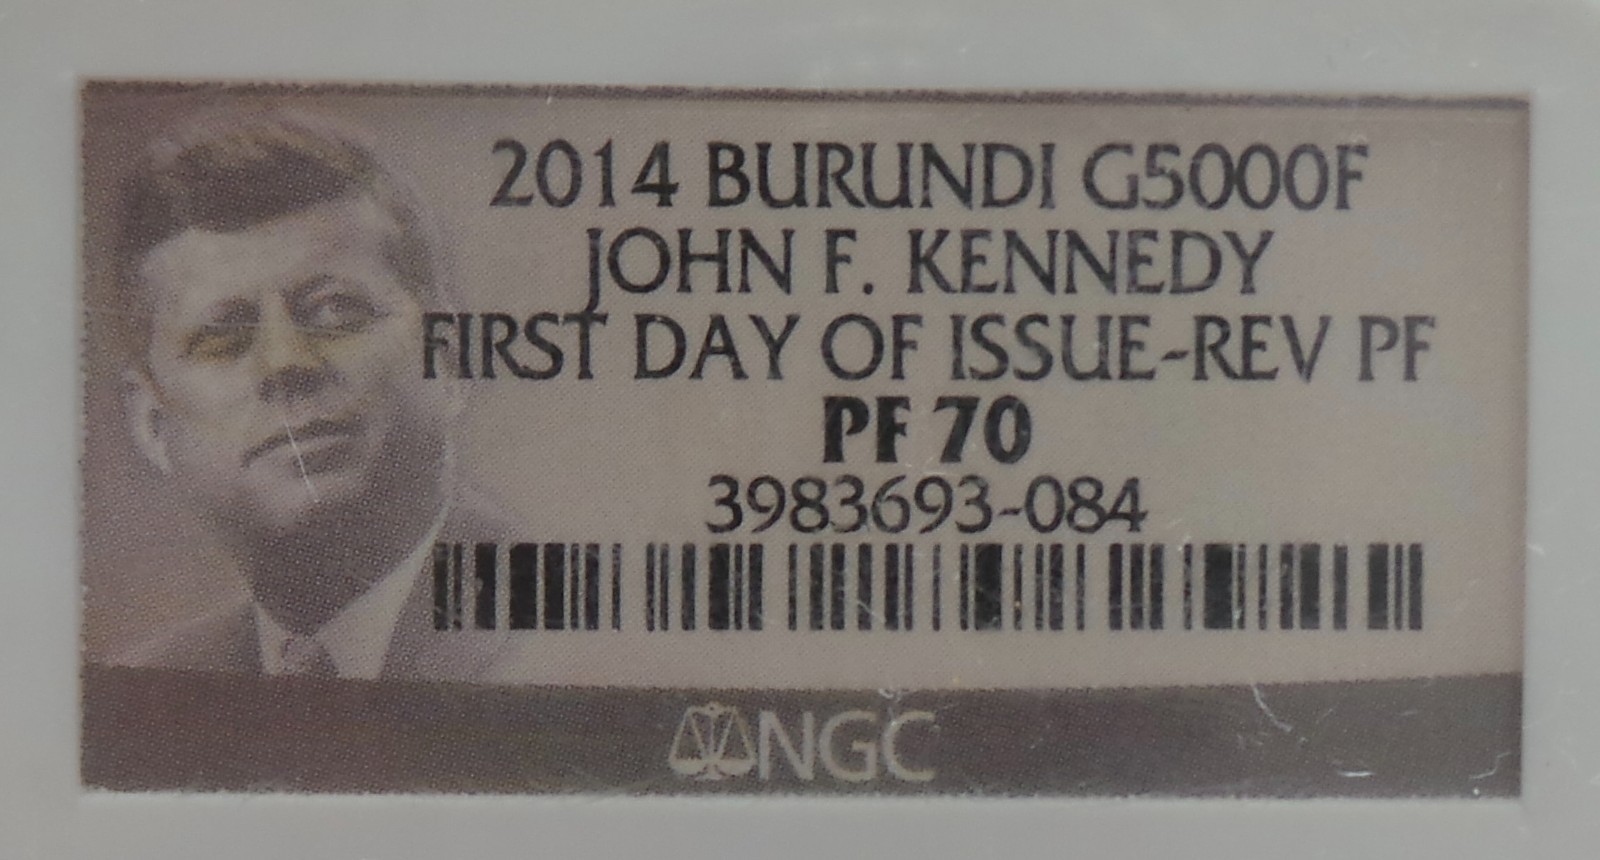 2014 BURUNDI G5000F
JOHN F. KENNEDY
FIRST DAY OF ISSUE-REV PF
PF 70
3983693-084
NGC